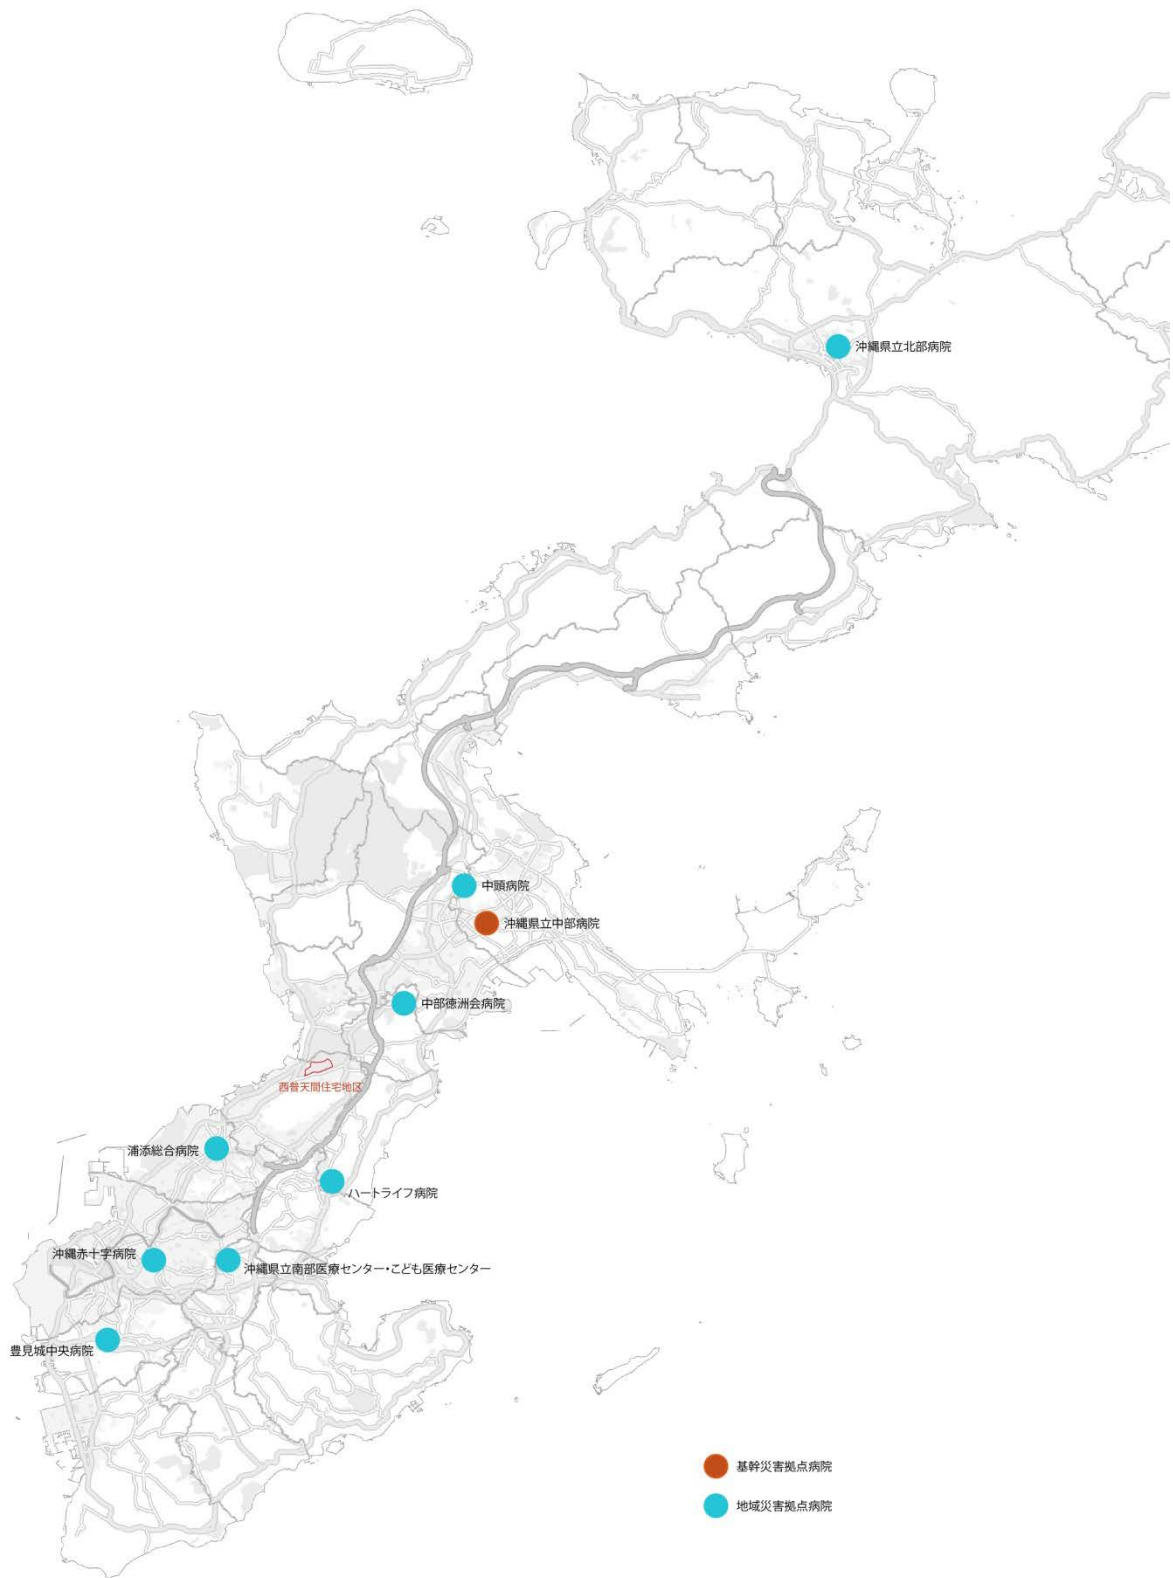 沖縄県立北部病院
中頭病院
沖縄県立中部病院
中部徳洲会病院
西普天間住宅地区
浦添総合病院
ハートライフ病院
沖縄赤十字病院
沖縄県立南部医療センター・こども医療センター
豊見城中央病院
基幹災害拠点病院
地域災害拠点病院